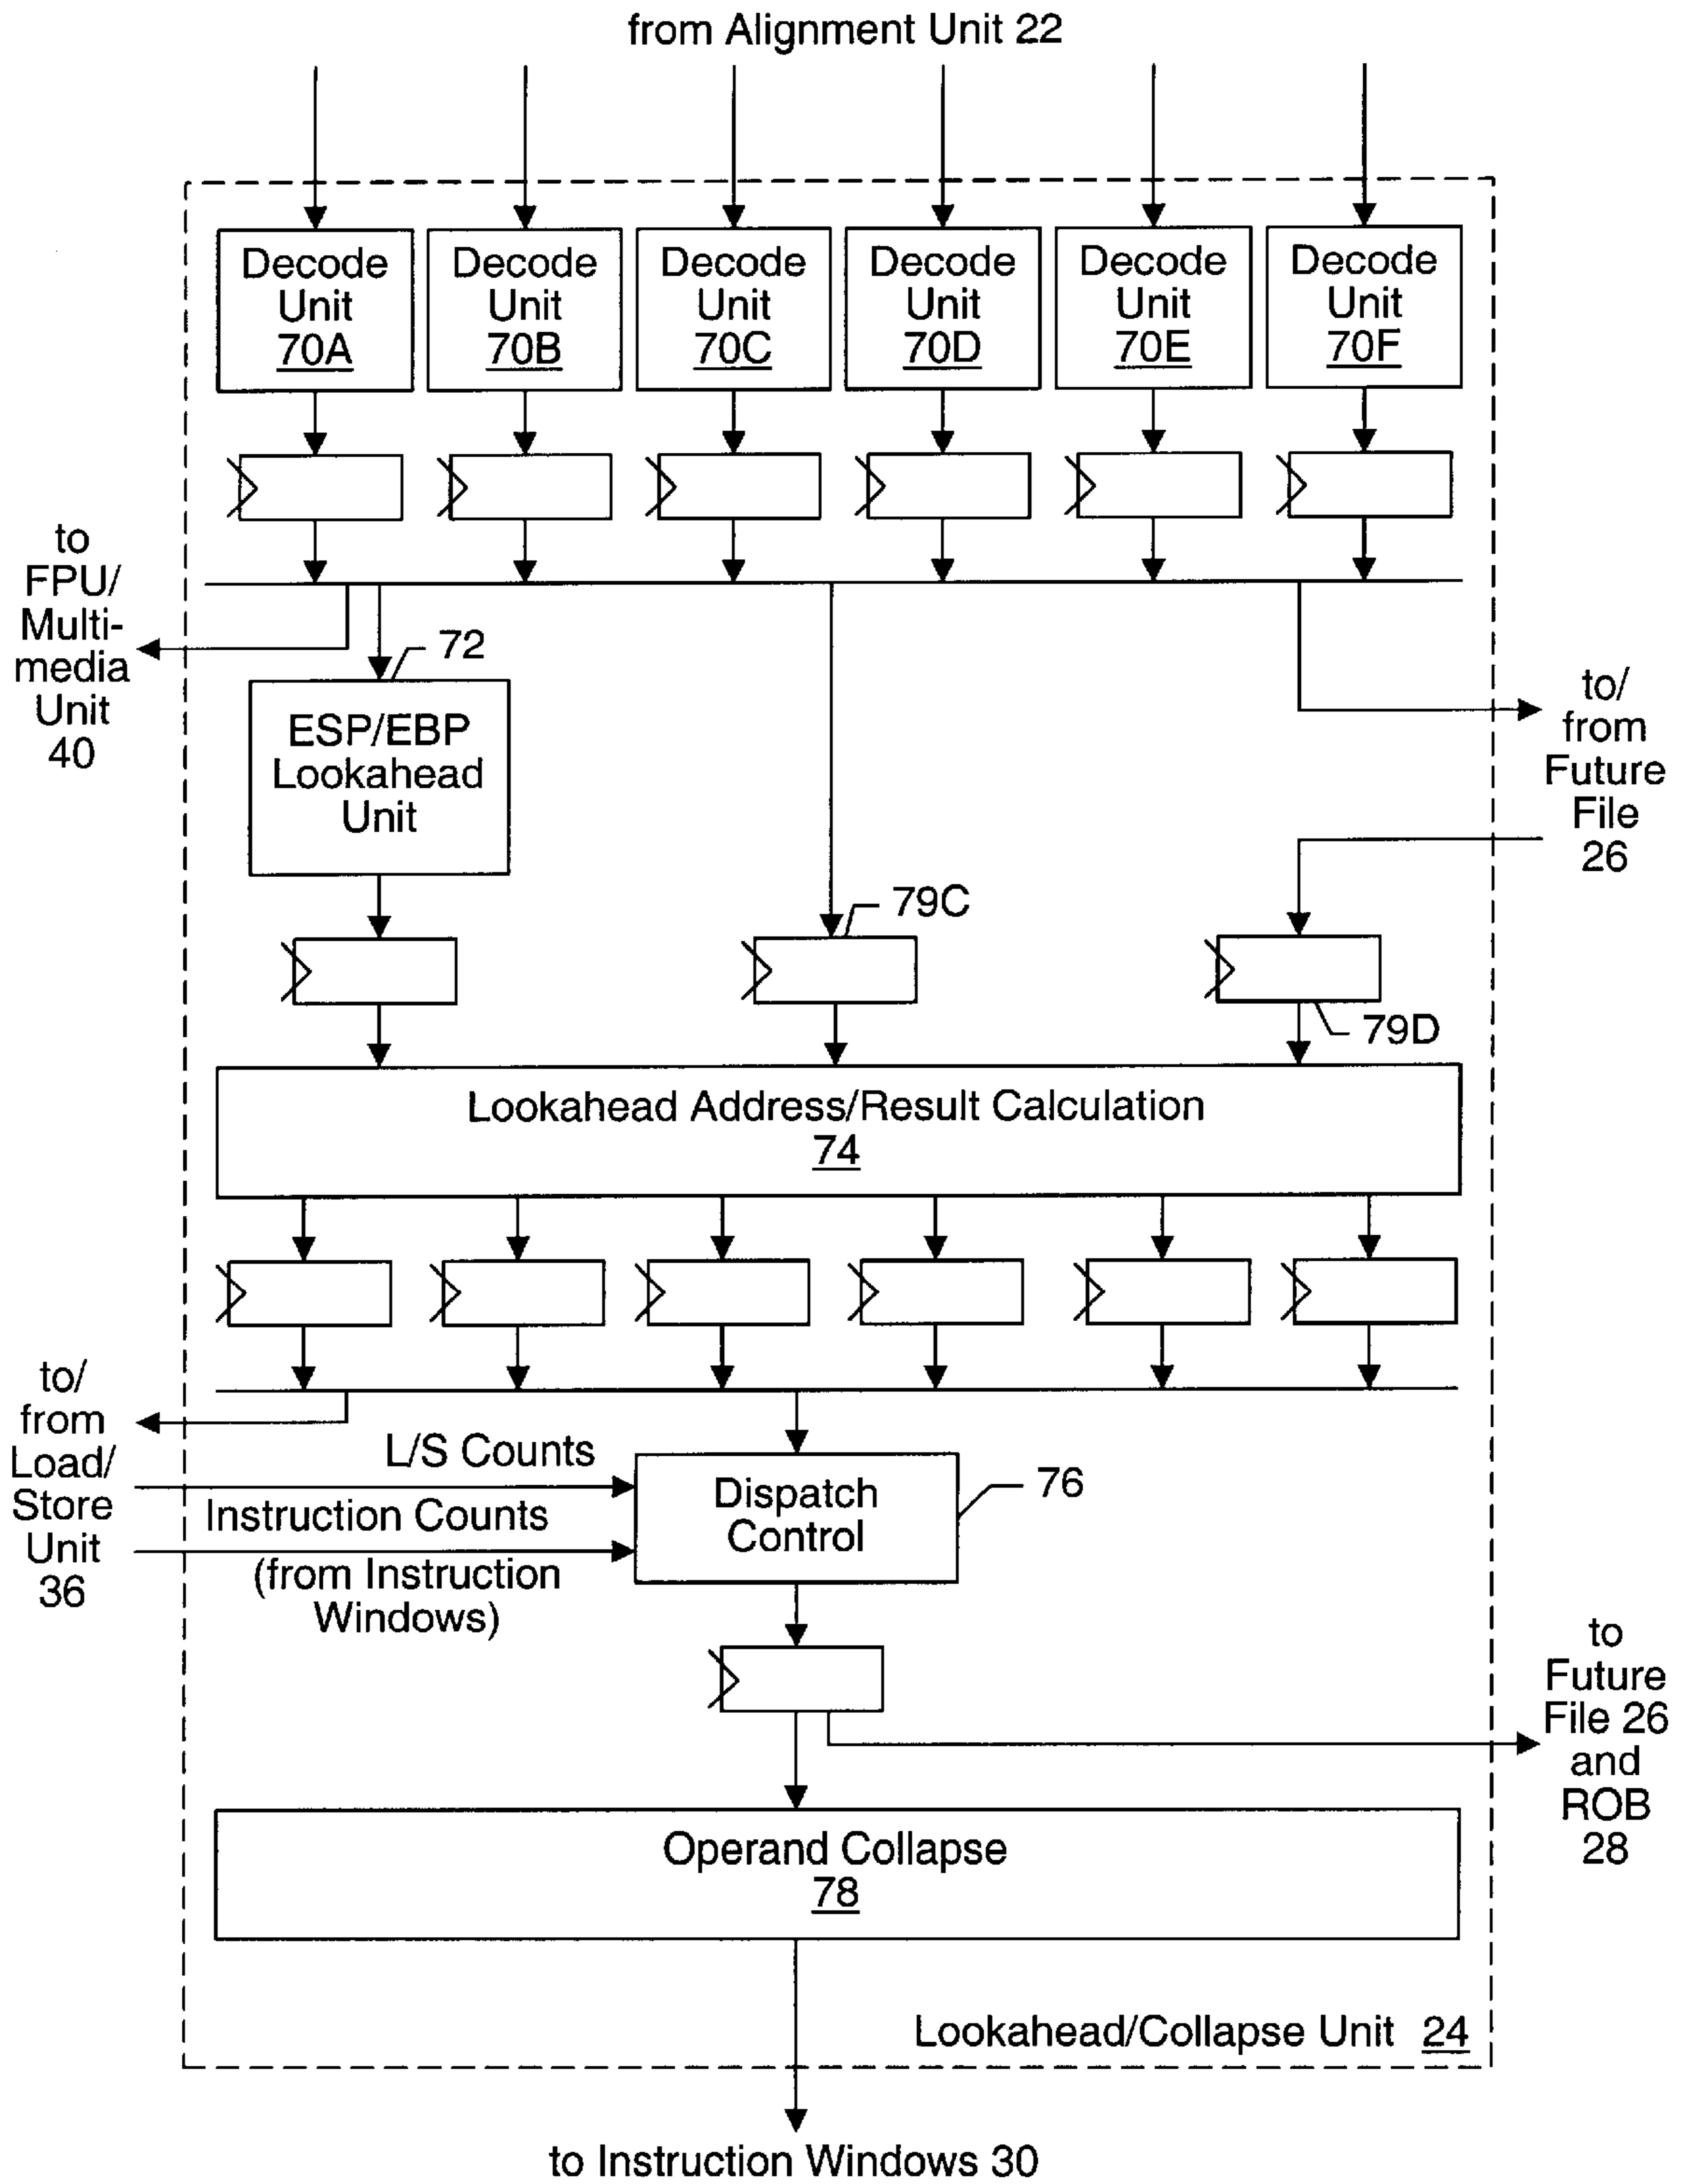 from Alignment Unit 22
Decode
Unit
70A
Decode
Unit
70B
Decode
Unit
70C
Decode
Unit
70D
Decode
Unit
70E
Decode
Unit
70F
to
FPU/
Multi-
media
Unit
40
72
ESP/EBP
Lookahead
Unit
to/
from
Future
File
26
79C
79D
Lookahead Address/Result Calculation
74
to/
from
Load/
Store
Unit
36
L/S Counts
Instruction Counts
(from Instruction
Windows)
Dispatch
Control
76
to
Future
File 26
and
ROB
28
Operand Collapse
78
Lookahead/Collapse Unit 24
to Instruction Windows 30